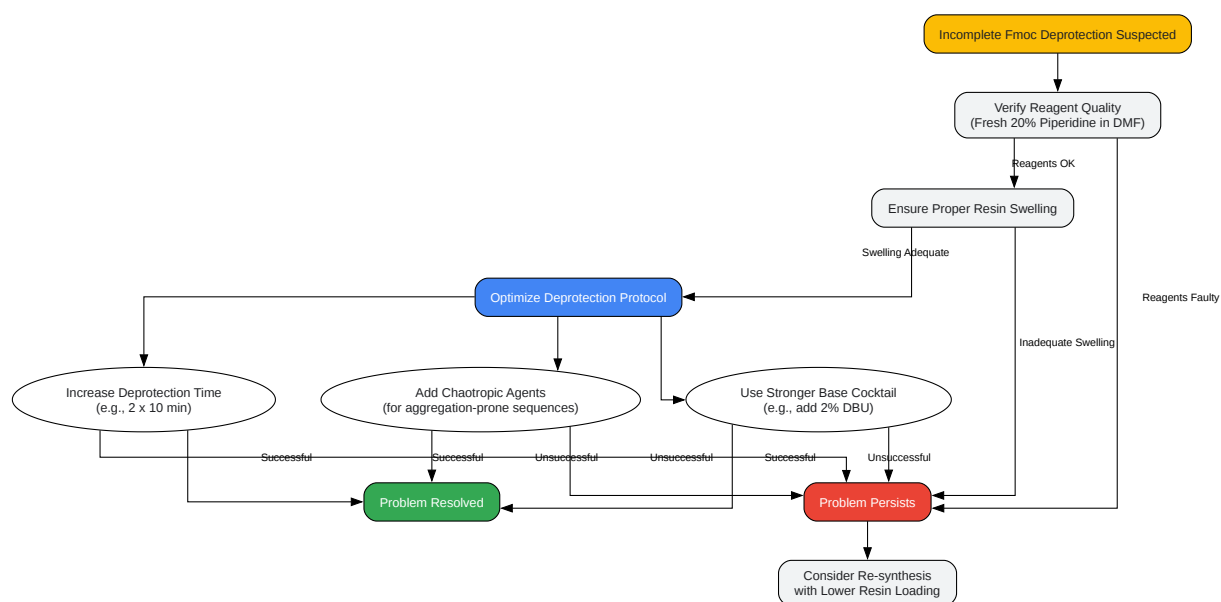 Incomplete Fmoc Deprotection Suspected
Verify Reagent Quality
(Fresh 20% Piperidine in DMF)
Reagents OK
Ensure Proper Resin Swelling
Swelling Adequate
Optimize Deprotection Protocol
Reagents Faulty
Inadequate Swelling
Increase Deprotection Time
(e.g., 2 x 10 min)
Add Chaotropic Agents
(for aggregation-prone sequences)
Use Stronger Base Cocktail
(e.g., add 2% DBU)
Successful
Successful
Unsuccessful
Unsuccessful
Successful
Unsuccessful
Problem Resolved
Problem Persists
Consider Re-synthesis
with Lower Resin Loading